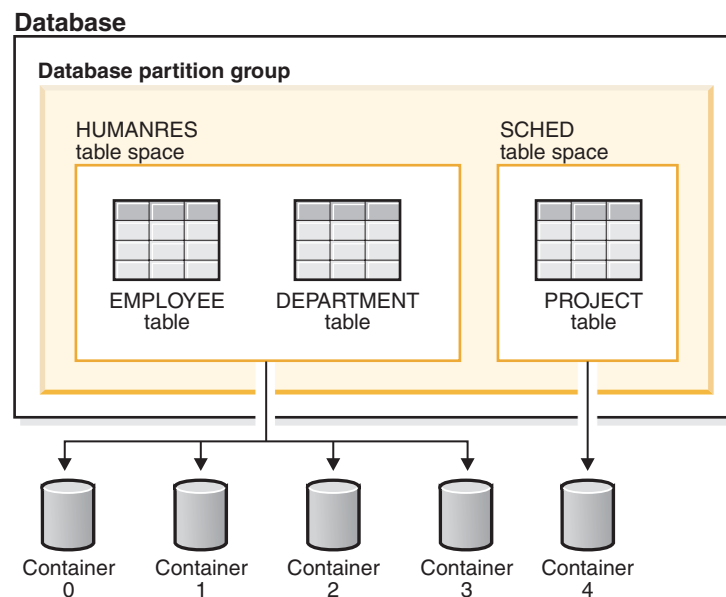 Database
Database partition group
HUMANRES
table space
SCHED
table space
EMPLOYEE
table
DEPARTMENT
table
PROJECT
table
Container
0
Container
1
Container
2
Container
3
Container
4